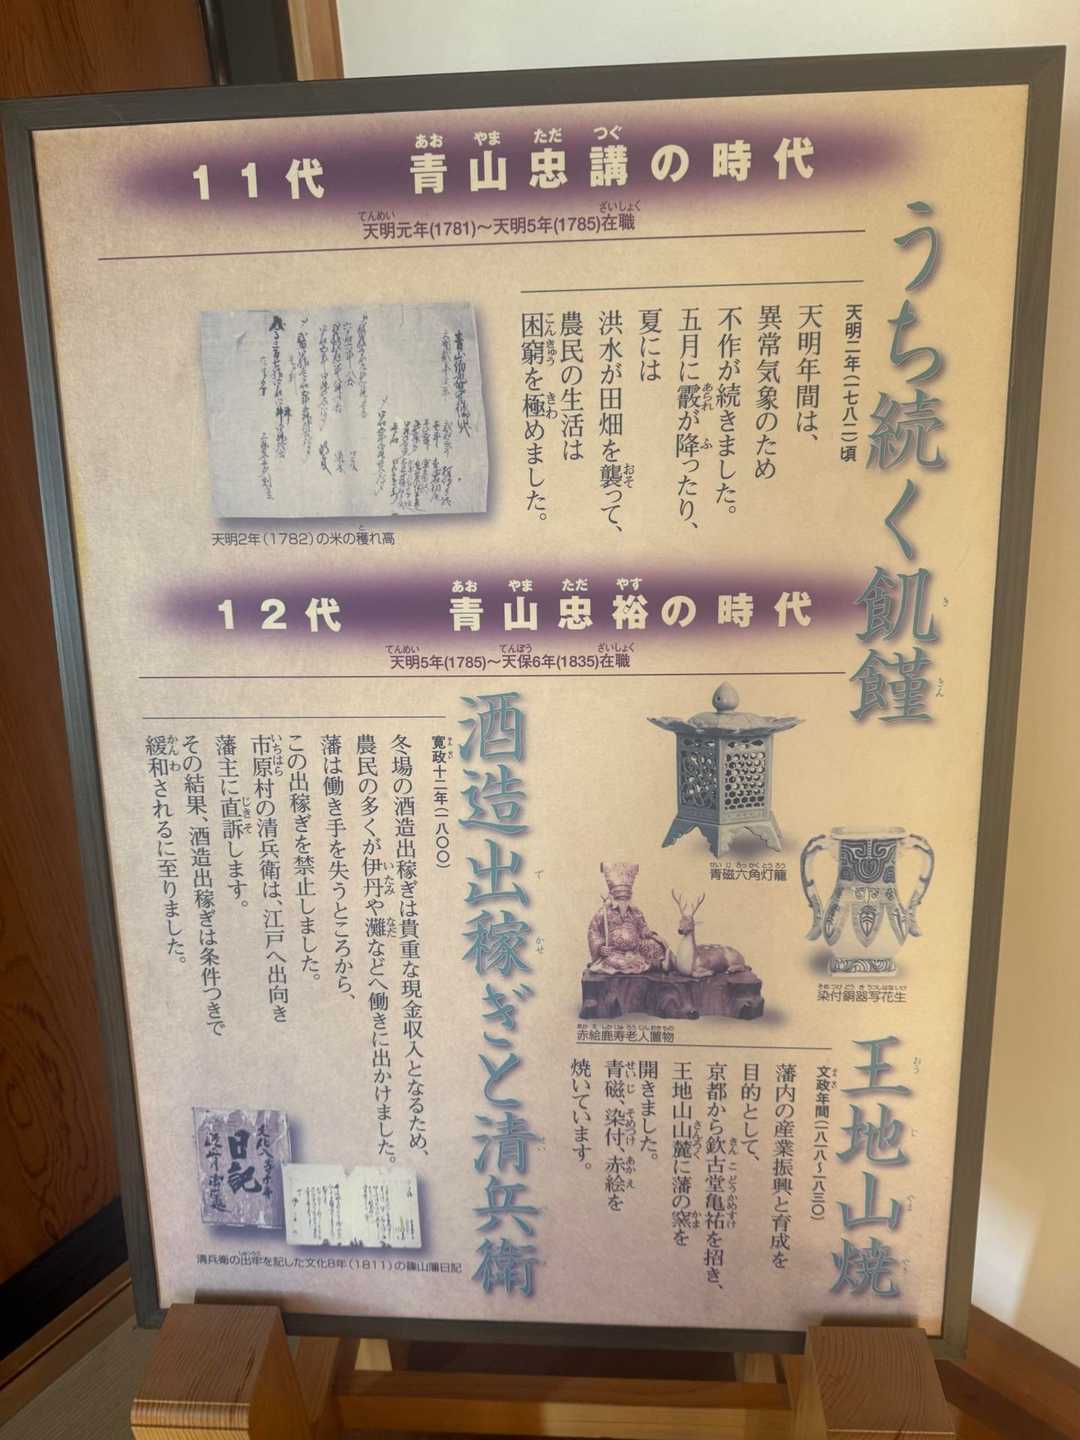 11代 青山忠講の時代
天明元年(1781)〜天明5年(1785)在職
うち続く飢饉
天明二年(一七八二)頃
天明年間は、
異常気象のため
不作が続きました。
五月に霰が降ったり、
夏には
洪水が田畑を襲って、
農民の生活は
困窮を極めました。
天明2年(1782)の米の穫れ高
12代 青山忠裕の時代
天明5年(1785)〜天保6年(1835)在職
青磁六角灯籠
染付銅器写花生
赤絵鹿寿老人置物
王地山焼
文政年間(一八一八〜一八三〇)
藩内の産業振興と育成を
目的として、
京都から欽古堂亀祐を招き、
王地山山麓に藩の窯を
開きました。
青磁、染付、赤絵を
焼いています。
酒造出稼ぎと清兵衛
寛政十二年(一八〇〇)
冬場の酒造出稼ぎは貴重な現金収入となるため、
農民の多くが伊丹や灘などへ働きに出かけました。
藩は働き手を失うところから、
この出稼ぎを禁止しました。
市原村の清兵衛は、江戸へ出向き
藩主に直訴します。
その結果、酒造出稼ぎは条件つきで
緩和されるに至りました。
日記
清兵衛の出牢を記した文化8年(1811)の篠山藩日記